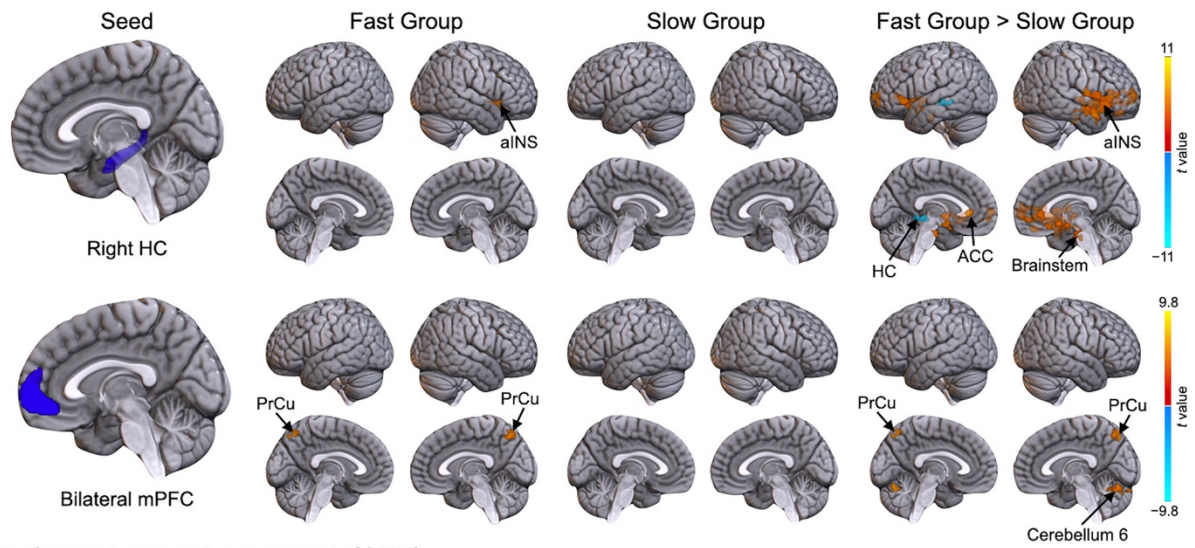 Seed
Fast Group
Slow Group
Fast Group > Slow Group
Right HC
aINS
aINS
HC
ACC
Brainstem
11
t value
−11
Bilateral mPFC
PrCu
PrCu
PrCu
PrCu
Cerebellum 6
9.8
t value
−9.8